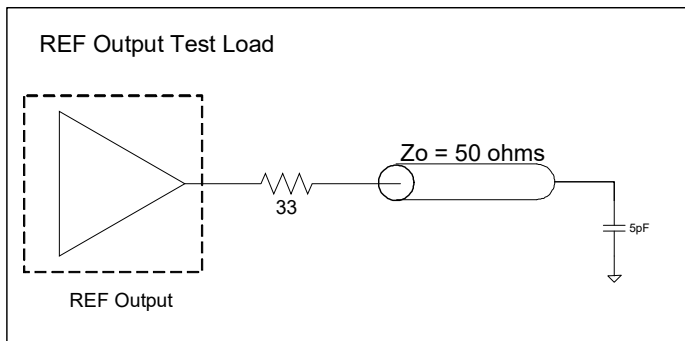 REF Output Test Load
Zo = 50 ohms
33
5pF
REF Output